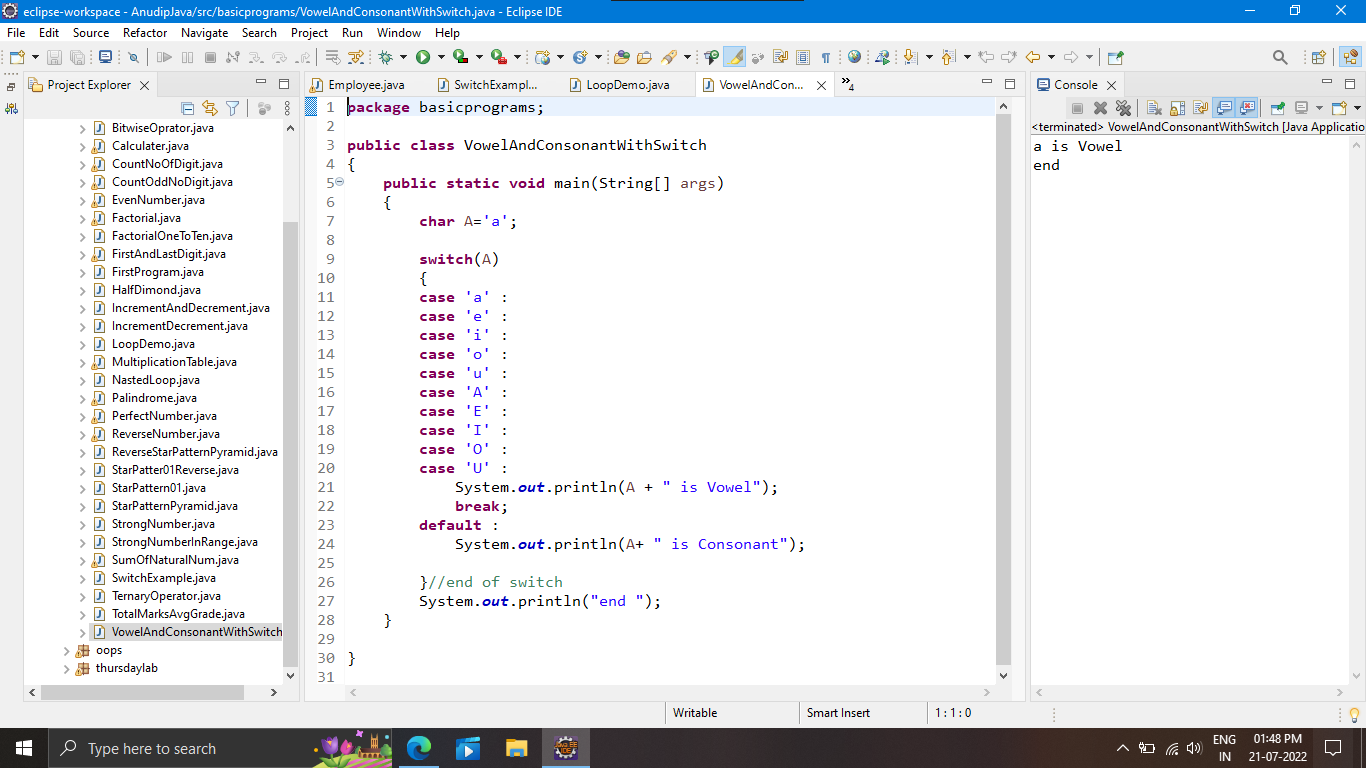 eclipse-workspace - AnudipJava/src/basicprograms/VowelAndConsonantWithSwitch.java - Eclipse IDE
File Edit Source Refactor Navigate Search Project Run Window Help
Project Explorer
BitwiseOprator.java
Calculater.java
CountNoOfDigit.java
CountOddNoDigit.java
EvenNumber.java
Factorial.java
FactorialOneToTen.java
FirstAndLastDigit.java
FirstProgram.java
HalfDimond.java
IncrementAndDecrement.java
IncrementDecrement.java
LoopDemo.java
MultiplicationTable.java
NastedLoop.java
Palindrome.java
PerfectNumber.java
ReverseNumber.java
ReverseStarPatternPyramid.java
StarPatter01Reverse.java
StarPattern01.java
StarPatternPyramid.java
StrongNumber.java
StrongNumberInRange.java
SumOfNaturalNum.java
SwitchExample.java
TernaryOperator.java
TotalMarksAvgGrade.java
VowelAndConsonantWithSwitch
oops
thursdaylab
Employee.java SwitchExampl... LoopDemo.java VowelAndCon... »4
1 package basicprograms;
2
3 public class VowelAndConsonantWithSwitch
4 {
5 public static void main(String[] args)
6 {
7 char A='a';
8
9 switch(A)
10 {
11 case 'a' :
12 case 'e' :
13 case 'i' :
14 case 'o' :
15 case 'u' :
16 case 'A' :
17 case 'E' :
18 case 'I' :
19 case 'O' :
20 case 'U' :
21 System.out.println(A + " is Vowel");
22 break;
23 default :
24 System.out.println(A+ " is Consonant");
25
26 }//end of switch
27 System.out.println("end ");
28 }
29
30 }
31
Console
<terminated> VowelAndConsonantWithSwitch [Java Applicatio
a is Vowel
end
Writable Smart Insert 1 : 1 : 0
Type here to search
ENG
IN
01:48 PM
21-07-2022